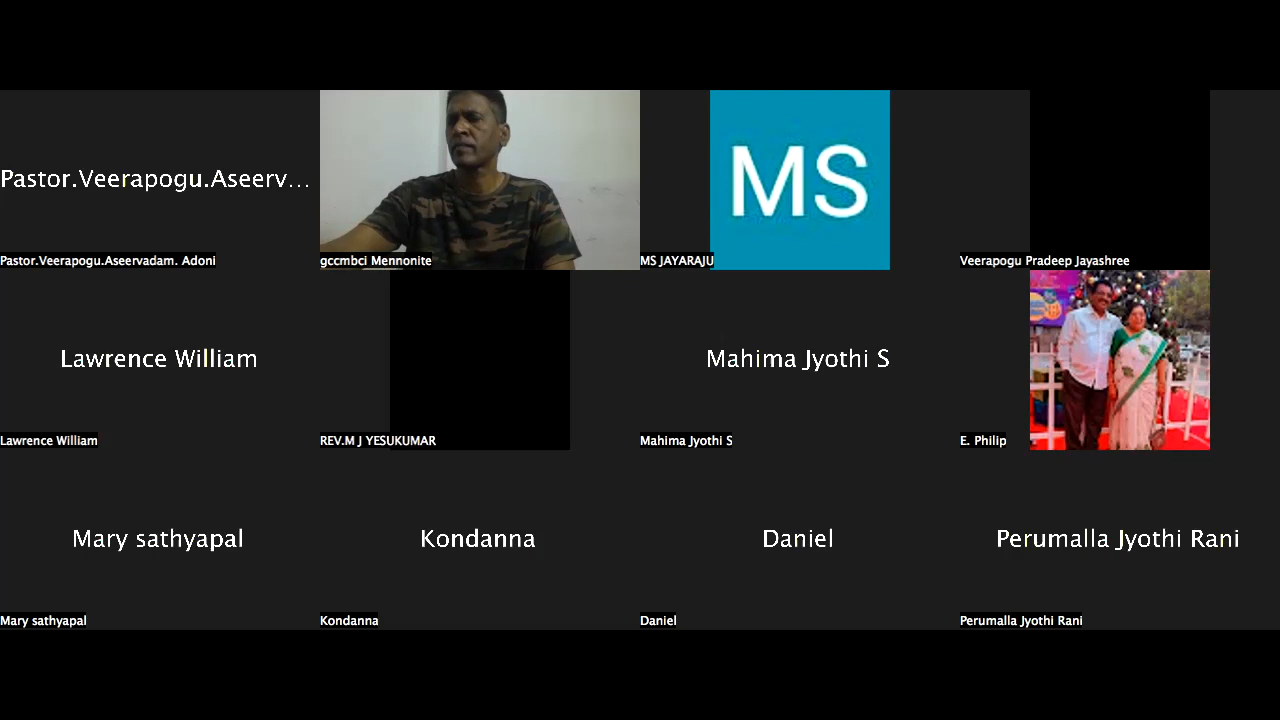 Pastor.Veerapogu.Aseerv...
Pastor.Veerapogu.Aseervadam. Adoni
gccmbci Mennonite
MS
MS JAYARAJU
Veerapogu Pradeep Jayashree
Lawrence William
Lawrence William
REV.M J YESUKUMAR
Mahima Jyothi S
Mahima Jyothi S
E. Philip
Mary sathyapal
Mary sathyapal
Kondanna
Kondanna
Daniel
Daniel
Perumalla Jyothi Rani
Perumalla Jyothi Rani